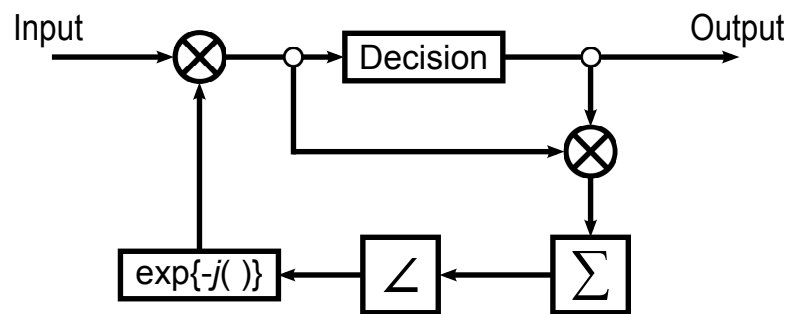 Input
Output
Decision
exp{-j( )}
∠
∑